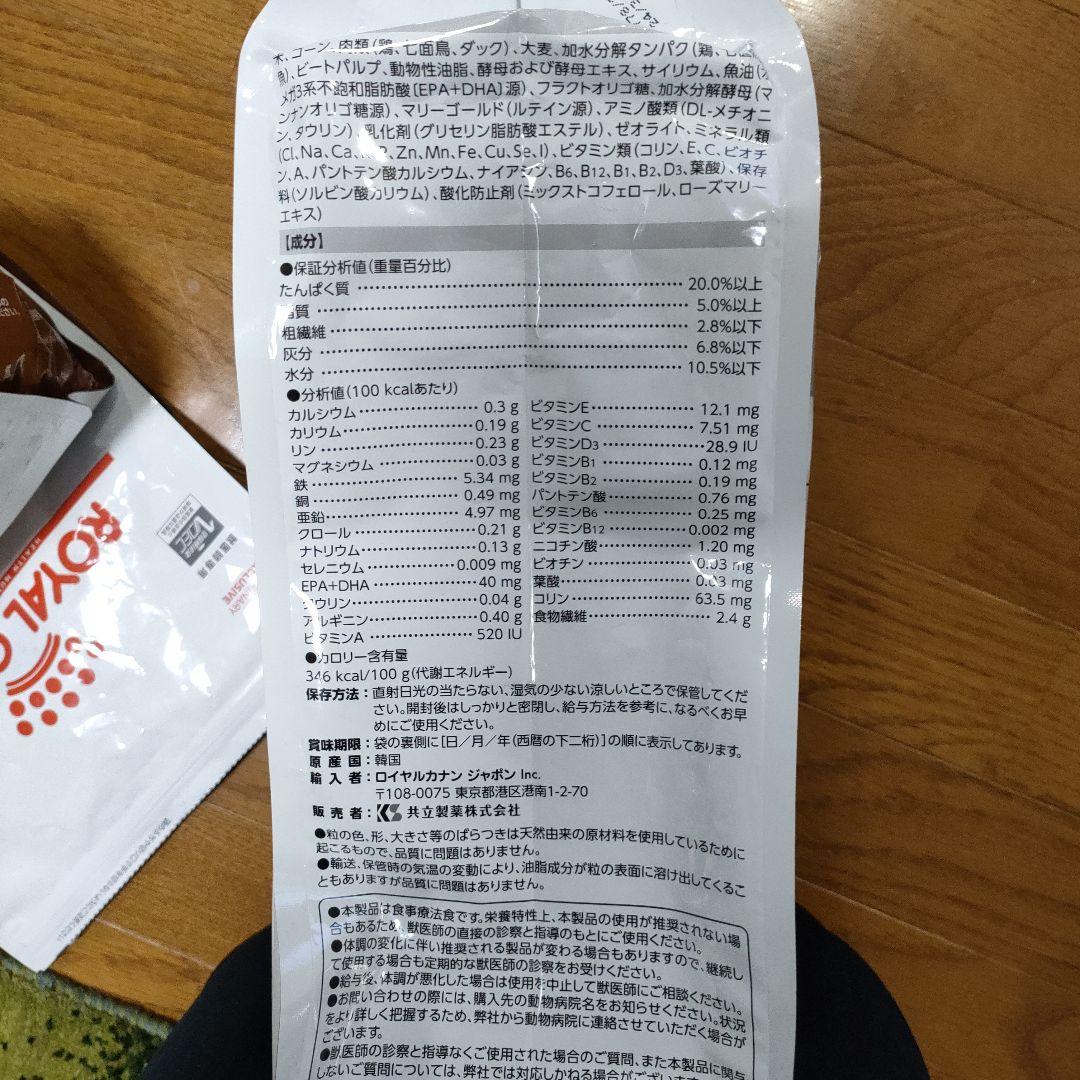 米、コーン、肉類(鶏、七面鳥、ダック)、大麦、加水分解タンパク(鶏、七面
鳥)、ビートパルプ、動物性油脂、酵母および酵母エキス、サイリウム、魚油(オ
メガ3系不飽和脂肪酸[EPA+DHA]源)、フラクトオリゴ糖、加水分解酵母(マ
ンナンオリゴ糖源)、マリーゴールド(ルテイン源)、アミノ酸類(DL-メチオニ
ン、タウリン)、乳化剤(グリセリン脂肪酸エステル)、ゼオライト、ミネラル類
(Cl、Na、Ca、K、P、Zn、Mn、Fe、Cu、Se、I)、ビタミン類(コリン、E、C、ビオチ
ン、A、パントテン酸カルシウム、ナイアシン、B6、B12、B1、B2、D3、葉酸)、保存
料(ソルビン酸カリウム)、酸化防止剤(ミックストコフェロール、ローズマリー
エキス)
【成分】
●保証分析値(重量百分比)
たんぱく質 20.0%以上
脂質 5.0%以上
粗繊維 2.8%以下
灰分 6.8%以下
水分 10.5%以下
●分析値(100 kcalあたり)
カルシウム 0.3 g
カリウム 0.19 g
リン 0.23 g
マグネシウム 0.03 g
鉄 5.34 mg
銅 0.49 mg
亜鉛 4.97 mg
クロール 0.21 g
ナトリウム 0.13 g
セレニウム 0.009 mg
EPA+DHA 40 mg
タウリン 0.04 g
アルギニン 0.40 g
ビタミンA 520 IU
ビタミンE 12.1 mg
ビタミンC 7.51 mg
ビタミンD3 28.9 IU
ビタミンB1 0.12 mg
ビタミンB2 0.19 mg
パントテン酸 0.76 mg
ビタミンB6 0.25 mg
ビタミンB12 0.002 mg
ニコチン酸 1.20 mg
ビオチン 0.03 mg
葉酸 0.03 mg
コリン 63.5 mg
食物繊維 2.4 g
●カロリー含有量
346 kcal/100 g(代謝エネルギー)
保存方法:直射日光の当たらない、湿気の少ない涼しいところで保管してくだ
さい。開封後はしっかりと密閉し、給与方法を参考に、なるべくお早
めにご使用ください。
賞味期限:袋の裏側に[日/月/年(西暦の下二桁)]の順に表示してあります。
原産国:韓国
輸入者:ロイヤルカナン ジャポン Inc.
〒108-0075 東京都港区港南1-2-70
販売者:KS 共立製薬株式会社
●粒の色、形、大きさ等のばらつきは天然由来の原材料を使用しているために
起こるもので、品質に問題はありません。
●輸送、保管時の気温の変動により、油脂成分が粒の表面に溶け出してくるこ
ともありますが品質に問題はありません。
●本製品は食事療法食です。栄養特性上、本製品の使用が推奨されない場
合もあるため、獣医師の直接の診察と指導のもとにご使用ください。
●体調の変化に伴い推奨される製品が変わる場合もありますので、継続し
て使用する場合も定期的な獣医師の診察をお受けください。
●給与後、体調が悪化した場合は使用を中止して獣医師にご相談ください。
●お問い合わせの際には、購入先の動物病院名をお知らせください。状況
をより詳しく把握するため、弊社から動物病院に連絡させていただく場合が
ございます。
●獣医師の診察と指導なくご使用された場合のご質問、また本製品に関与
しないご質問については、弊社では対応しかねる場合がございます
ROYAL C
獣医師専用
EXCLUSIVE